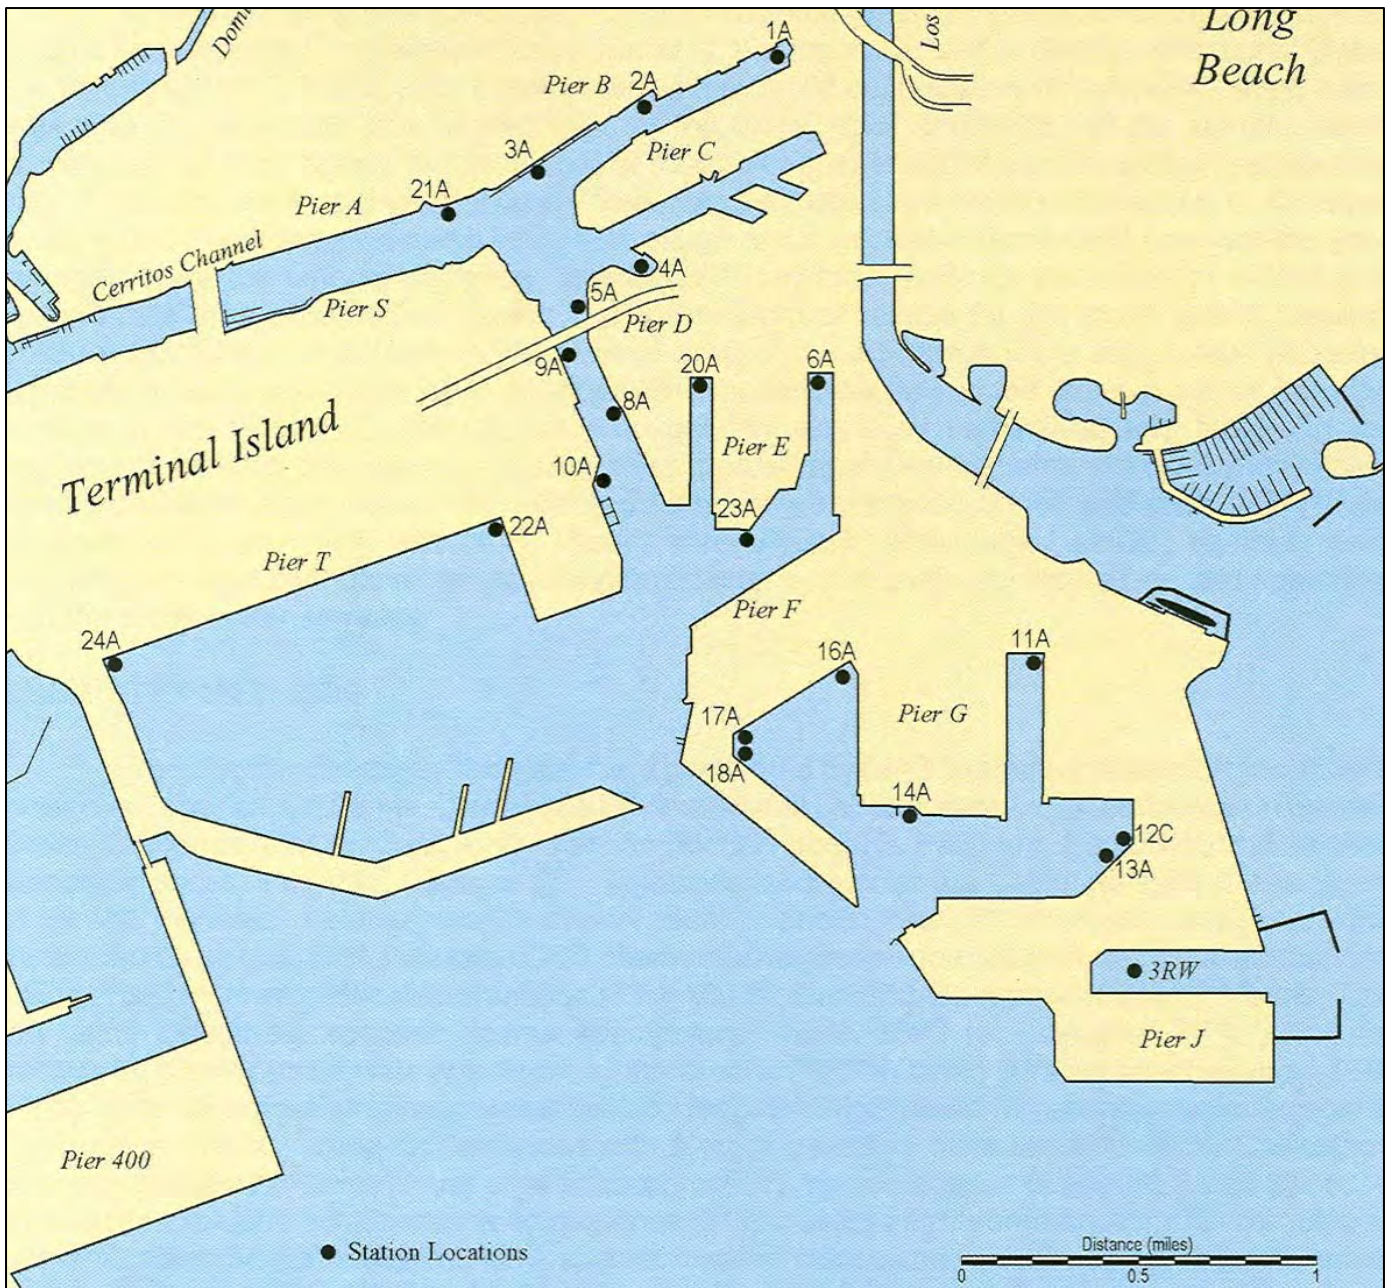 Long
Beach
Domi
Los
1A
2A
Pier B
3A
Pier C
21A
Pier A
Cerritos Channel
4A
5A
Pier S
Pier D
9A
20A
6A
8A
Terminal Island
Pier E
10A
23A
22A
Pier T
Pier F
24A
16A
11A
17A
Pier G
18A
14A
12C
13A
3RW
Pier J
Pier 400
Station Locations
Distance (miles)
0 0.5 1